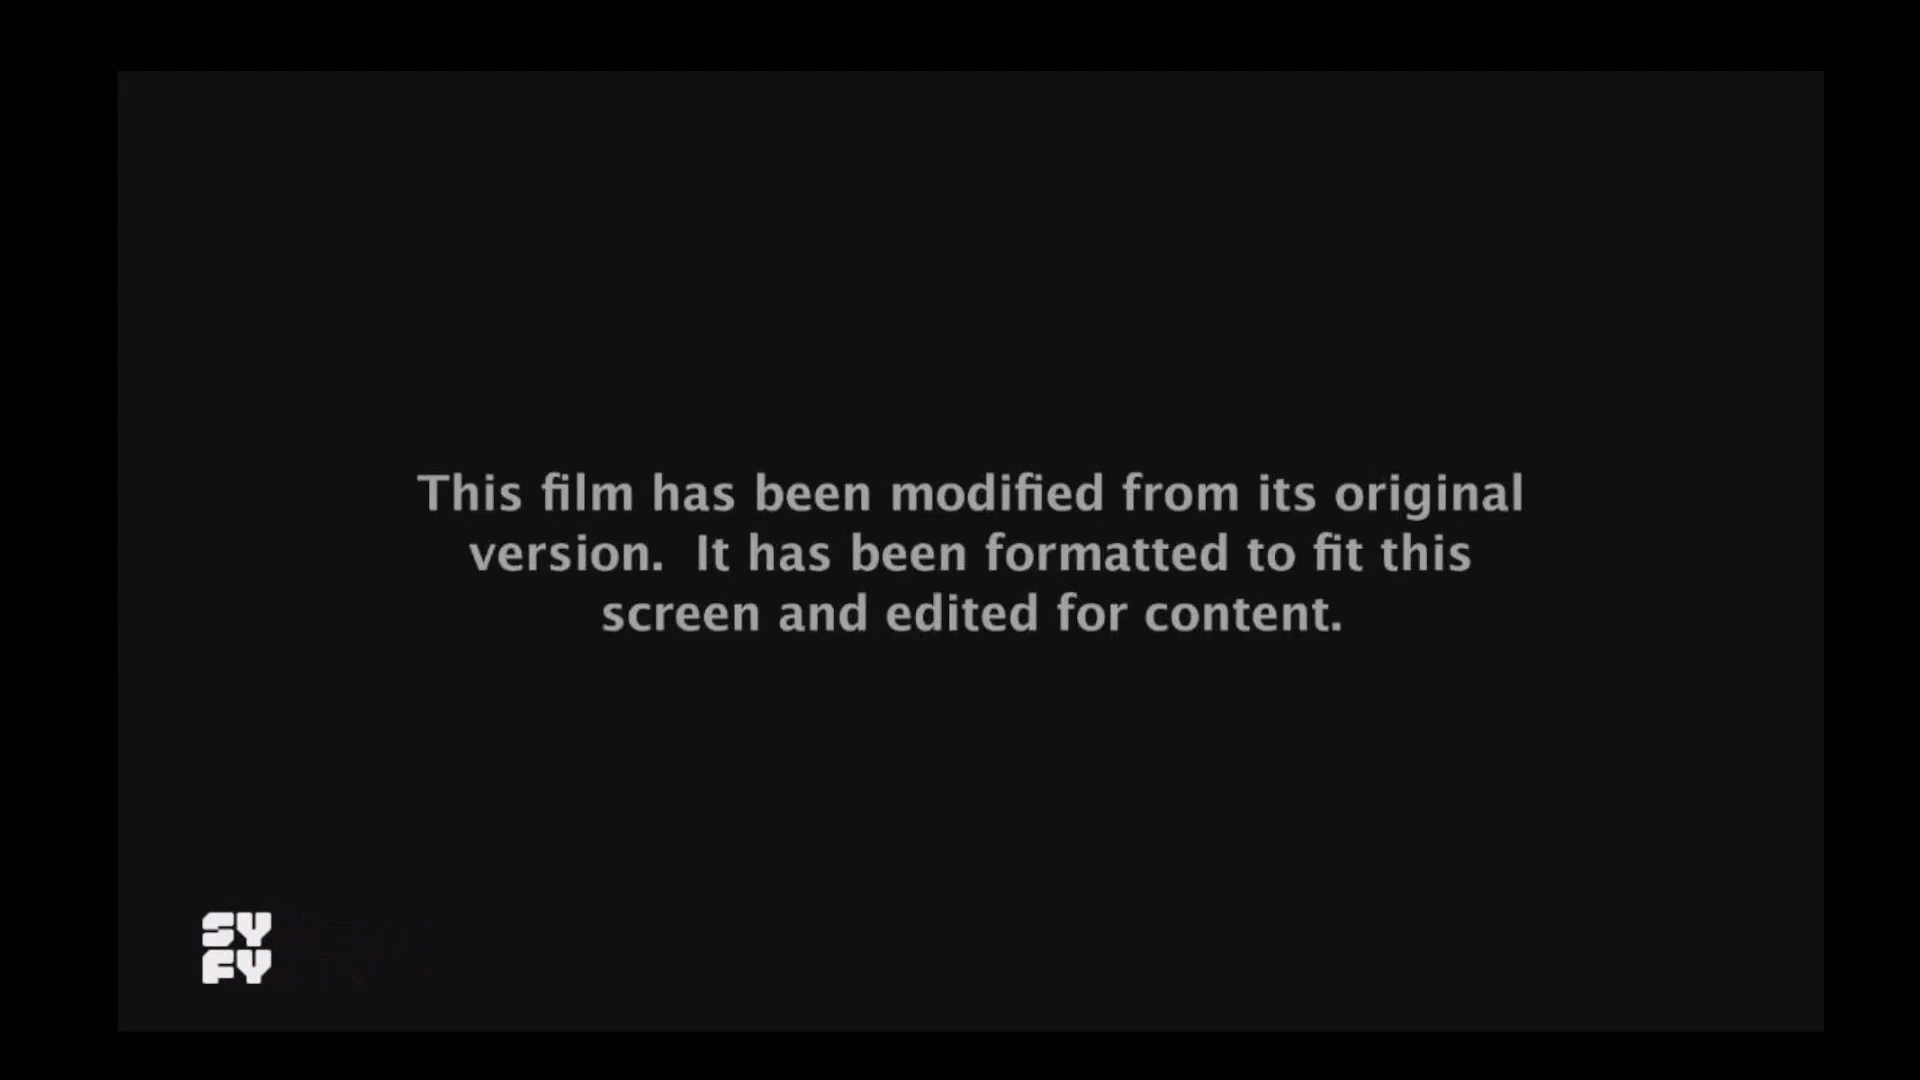 This film has been modified from its original
version.  It has been formatted to fit this
screen and edited for content.
SY
FY